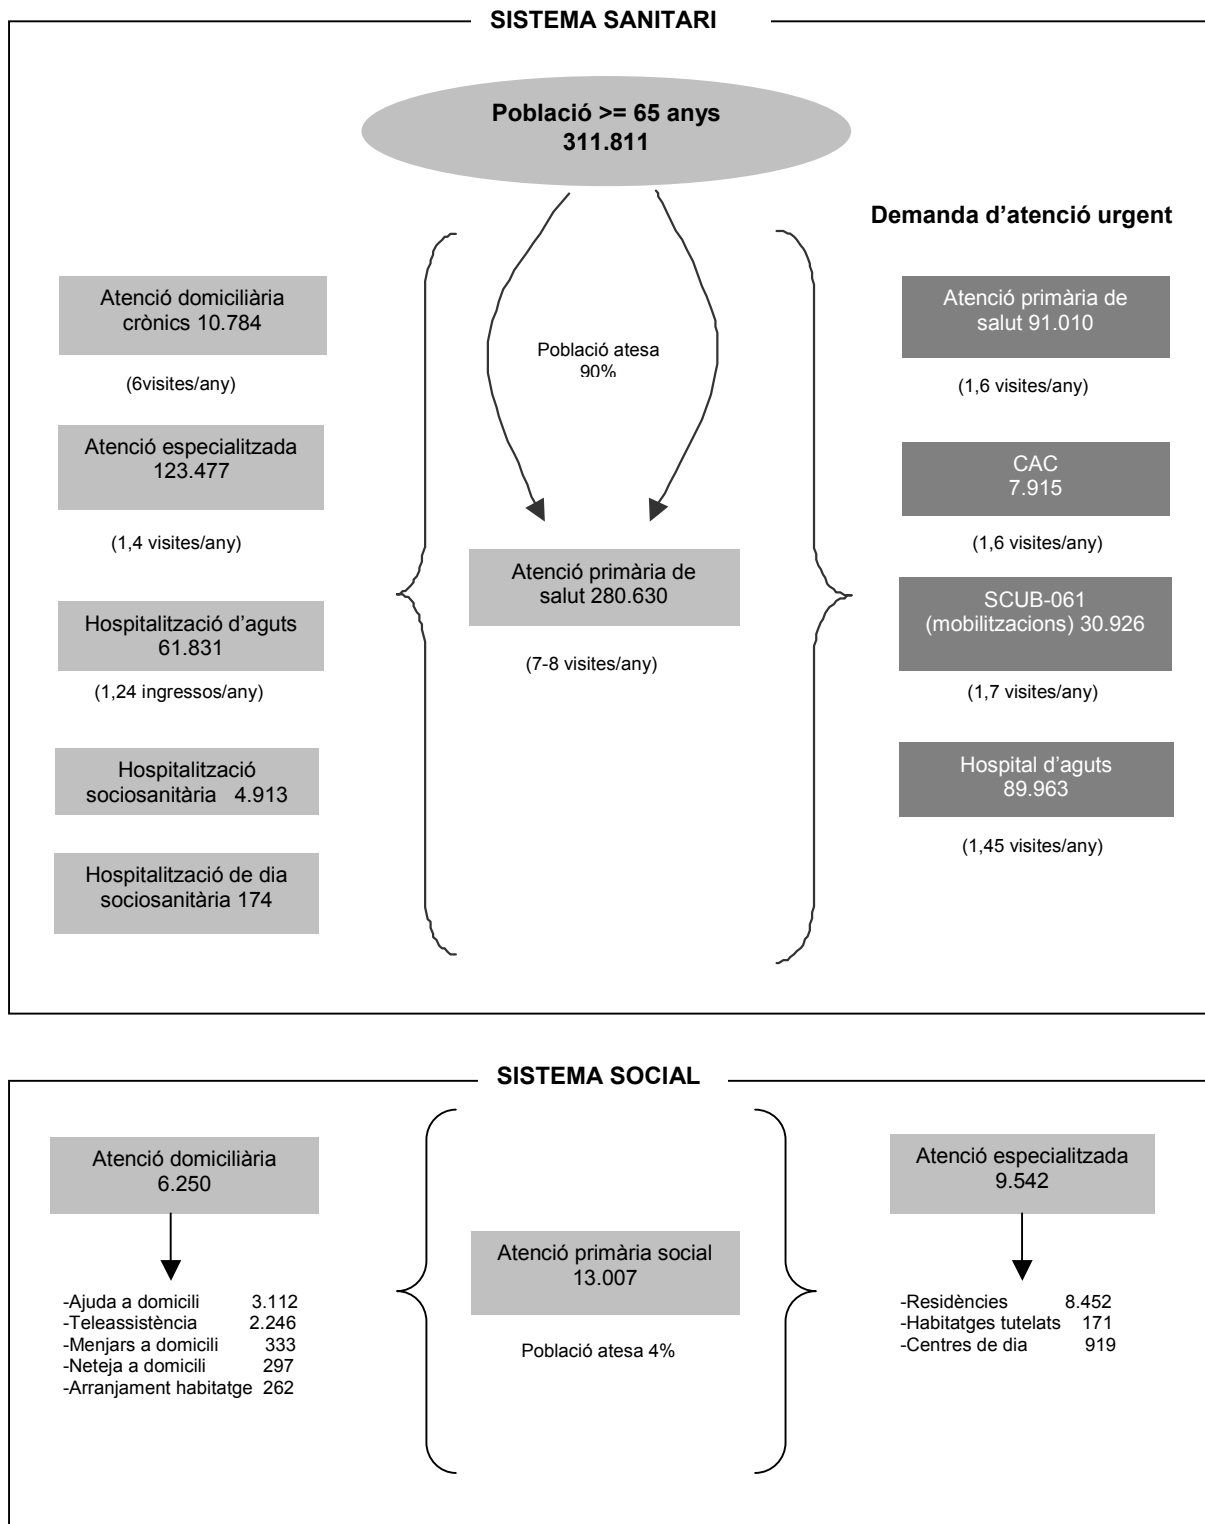 SISTEMA SANITARI
Població >= 65 anys
311.811
Demanda d’atenció urgent
Atenció domiciliària
crònics 10.784
(6visites/any)
Atenció especialitzada
123.477
(1,4 visites/any)
Hospitalització d’aguts
61.831
(1,24 ingressos/any)
Hospitalització
sociosanitària 4.913
Hospitalització de dia
sociosanitària 174
Població atesa
90%
Atenció primària de
salut 280.630
(7-8 visites/any)
Atenció primària de
salut 91.010
(1,6 visites/any)
CAC
7.915
(1,6 visites/any)
SCUB-061
(mobilitzacions) 30.926
(1,7 visites/any)
Hospital d’aguts
89.963
(1,45 visites/any)
SISTEMA SOCIAL
Atenció domiciliària
6.250
-Ajuda a domicili 3.112
-Teleassistència 2.246
-Menjars a domicili 333
-Neteja a domicili 297
-Arranjament habitatge 262
Atenció primària social
13.007
Població atesa 4%
Atenció especialitzada
9.542
-Residències 8.452
-Habitatges tutelats 171
-Centres de dia 919